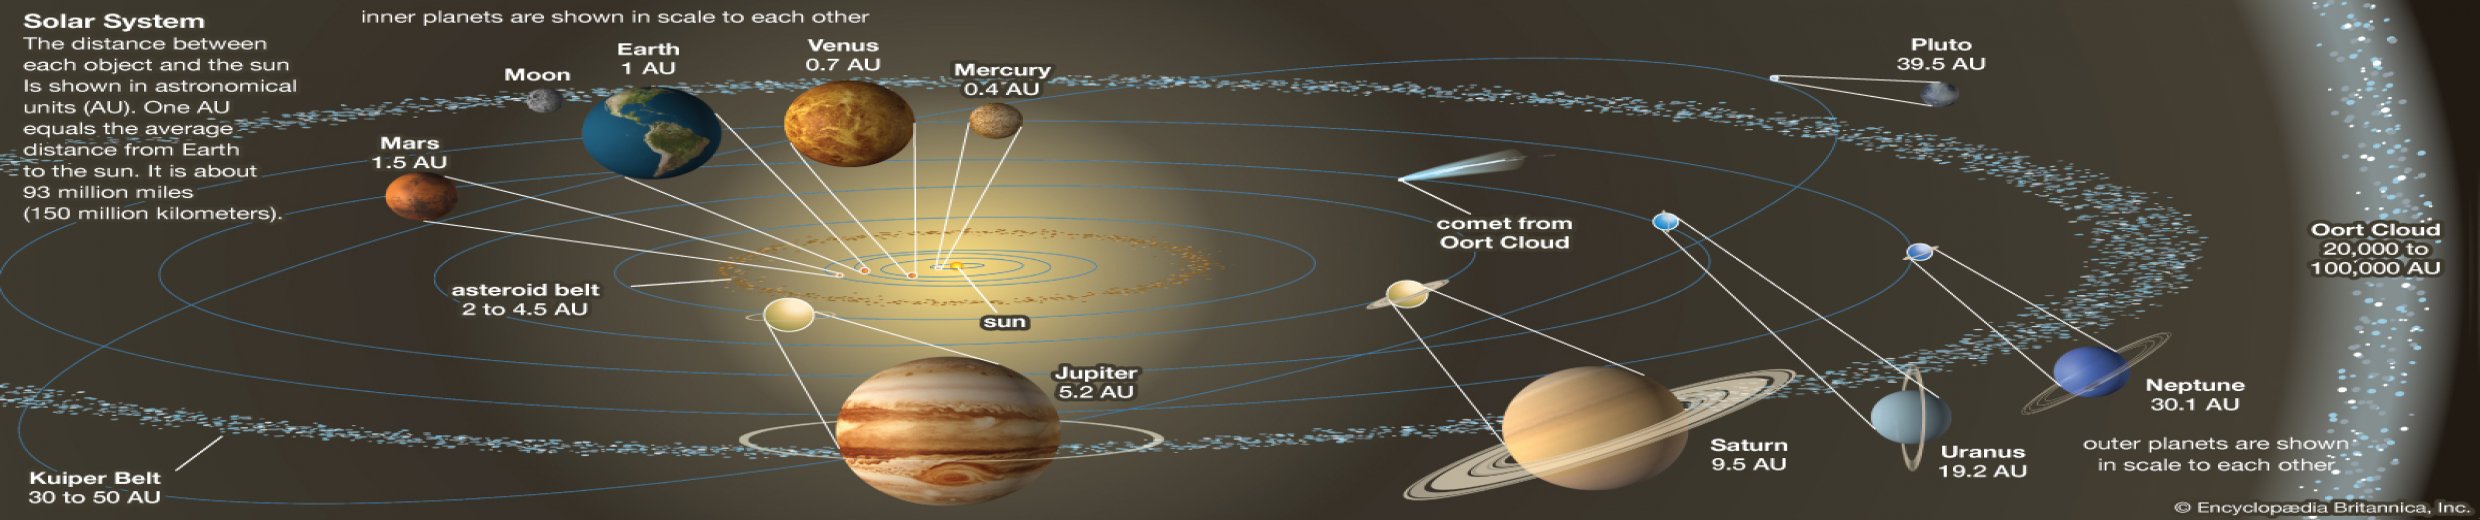 Solar System
The distance between
each object and the sun
Is shown in astronomical
units (AU). One AU
equals the average
distance from Earth
to the sun. It is about
93 million miles
(150 million kilometers).
inner planets are shown in scale to each other
Moon
Earth
1 AU
Venus
0.7 AU
Mercury
0.4 AU
Pluto
39.5 AU
Mars
1.5 AU
comet from
Oort Cloud
Oort Cloud
20,000 to
100,000 AU
asteroid belt
2 to 4.5 AU
sun
Jupiter
5.2 AU
Saturn
9.5 AU
Uranus
19.2 AU
Neptune
30.1 AU
outer planets are shown
in scale to each other
Kuiper Belt
30 to 50 AU
© Encyclopædia Britannica, Inc.